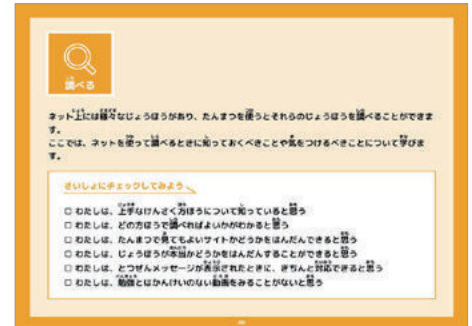 調べる
ネット上には様々なじょうほうがあり、たんまつを使うとそれらのじょうほうを調べることができま
す。
ここでは、ネットを使って調べるときに知っておくべきことや気をつけるべきことについて学びま
す。
さいしょにチェックしてみよう
□ わたしは、上手なけんさく方ほうについて知っていると思う
□ わたしは、どの方ほうで調べればよいかがわかると思う
□ わたしは、たんまつで見てもよいサイトかどうかをはんだんできると思う
□ わたしは、じょうほうが本当かどうかをはんだんすることができると思う
□ わたしは、とつぜんメッセージが表示されたときに、きちんと対応できると思う
□ わたしは、勉強とはかんけいのない動画をみることがないと思う